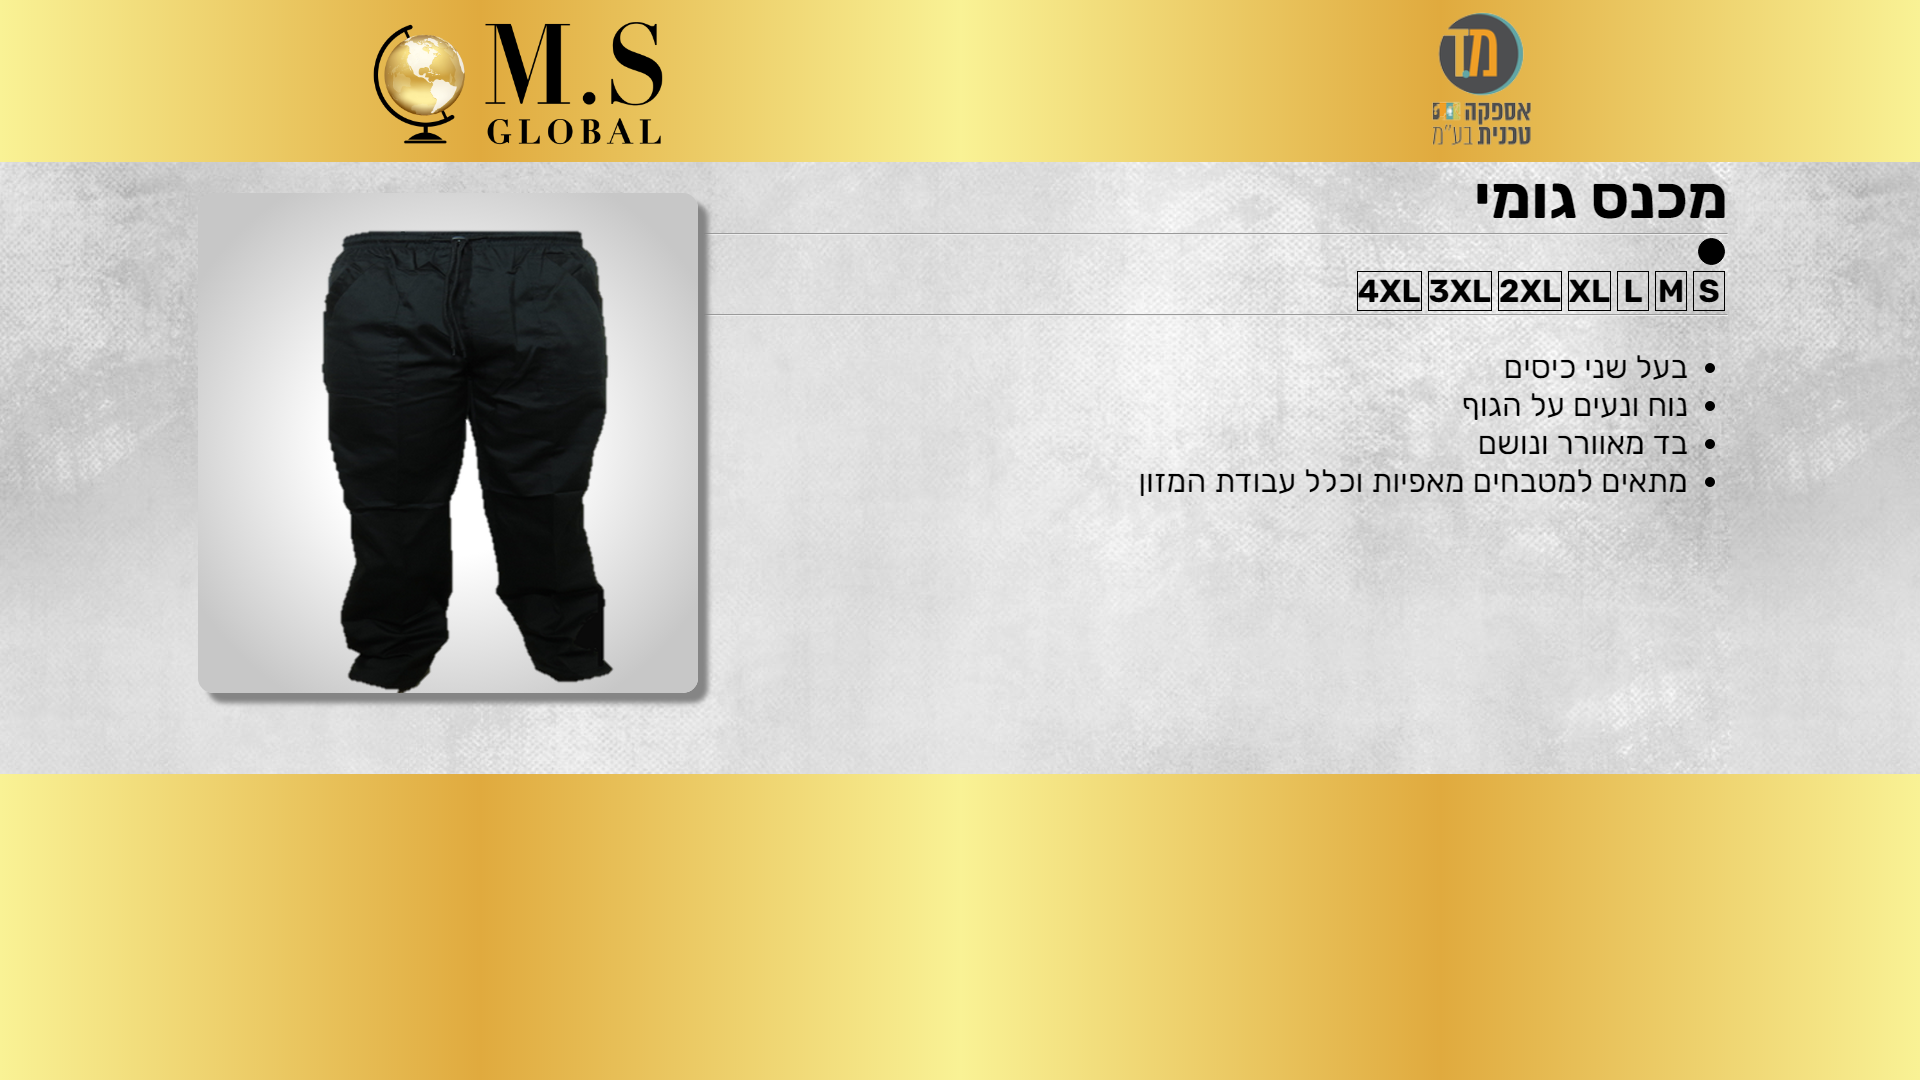 M.S
GLOBAL
מ.ד
אספקה
טכנית בע"מ
מכנס גומי
S M L XL 2XL 3XL 4XL
• בעל שני כיסים
• נוח ונעים על הגוף
• בד מאוורר ונושם
• מתאים למטבחים מאפיות וכלל עבודת המזון